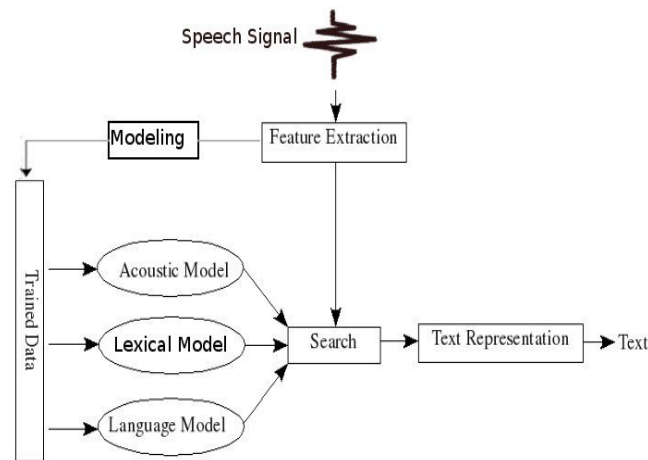 Speech Signal
Modeling
Feature Extraction
Trained Data
Acoustic Model
Lexical Model
Search
Text Representation
Text
Language Model